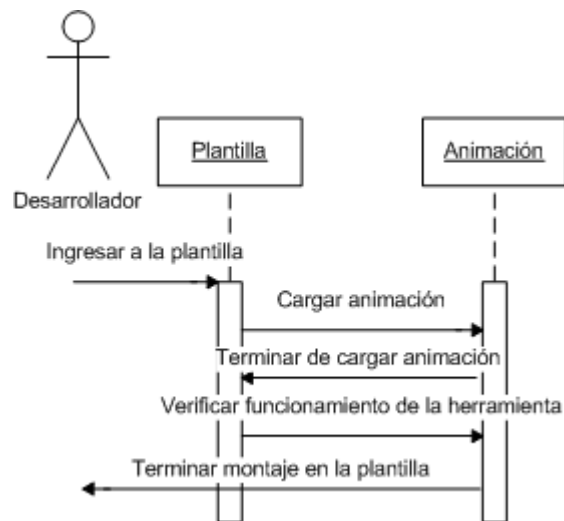 Plantilla
Animación
Desarrollador
Ingresar a la plantilla
Cargar animación
Terminar de cargar animación
Verificar funcionamiento de la herramienta
Terminar montaje en la plantilla